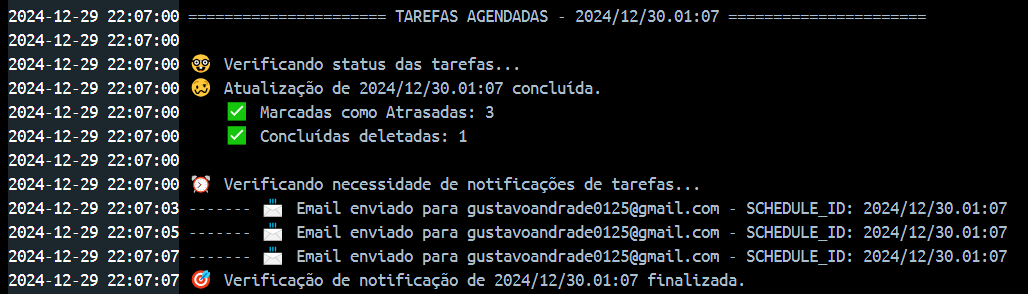 2024-12-29 22:07:00 ====================== TAREFAS AGENDADAS - 2024/12/30.01:07 ======================
2024-12-29 22:07:00
2024-12-29 22:07:00 🤓 Verificando status das tarefas...
2024-12-29 22:07:00 🥴 Atualização de 2024/12/30.01:07 concluída.
2024-12-29 22:07:00 ✅ Marcadas como Atrasadas: 3
2024-12-29 22:07:00 ✅ Concluídas deletadas: 1
2024-12-29 22:07:00
2024-12-29 22:07:00 ⏰ Verificando necessidade de notificações de tarefas...
2024-12-29 22:07:03 ------- 📨 Email enviado para gustavoandrade0125@gmail.com - SCHEDULE_ID: 2024/12/30.01:07
2024-12-29 22:07:05 ------- 📨 Email enviado para gustavoandrade0125@gmail.com - SCHEDULE_ID: 2024/12/30.01:07
2024-12-29 22:07:07 ------- 📨 Email enviado para gustavoandrade0125@gmail.com - SCHEDULE_ID: 2024/12/30.01:07
2024-12-29 22:07:07 🎯 Verificação de notificação de 2024/12/30.01:07 finalizada.